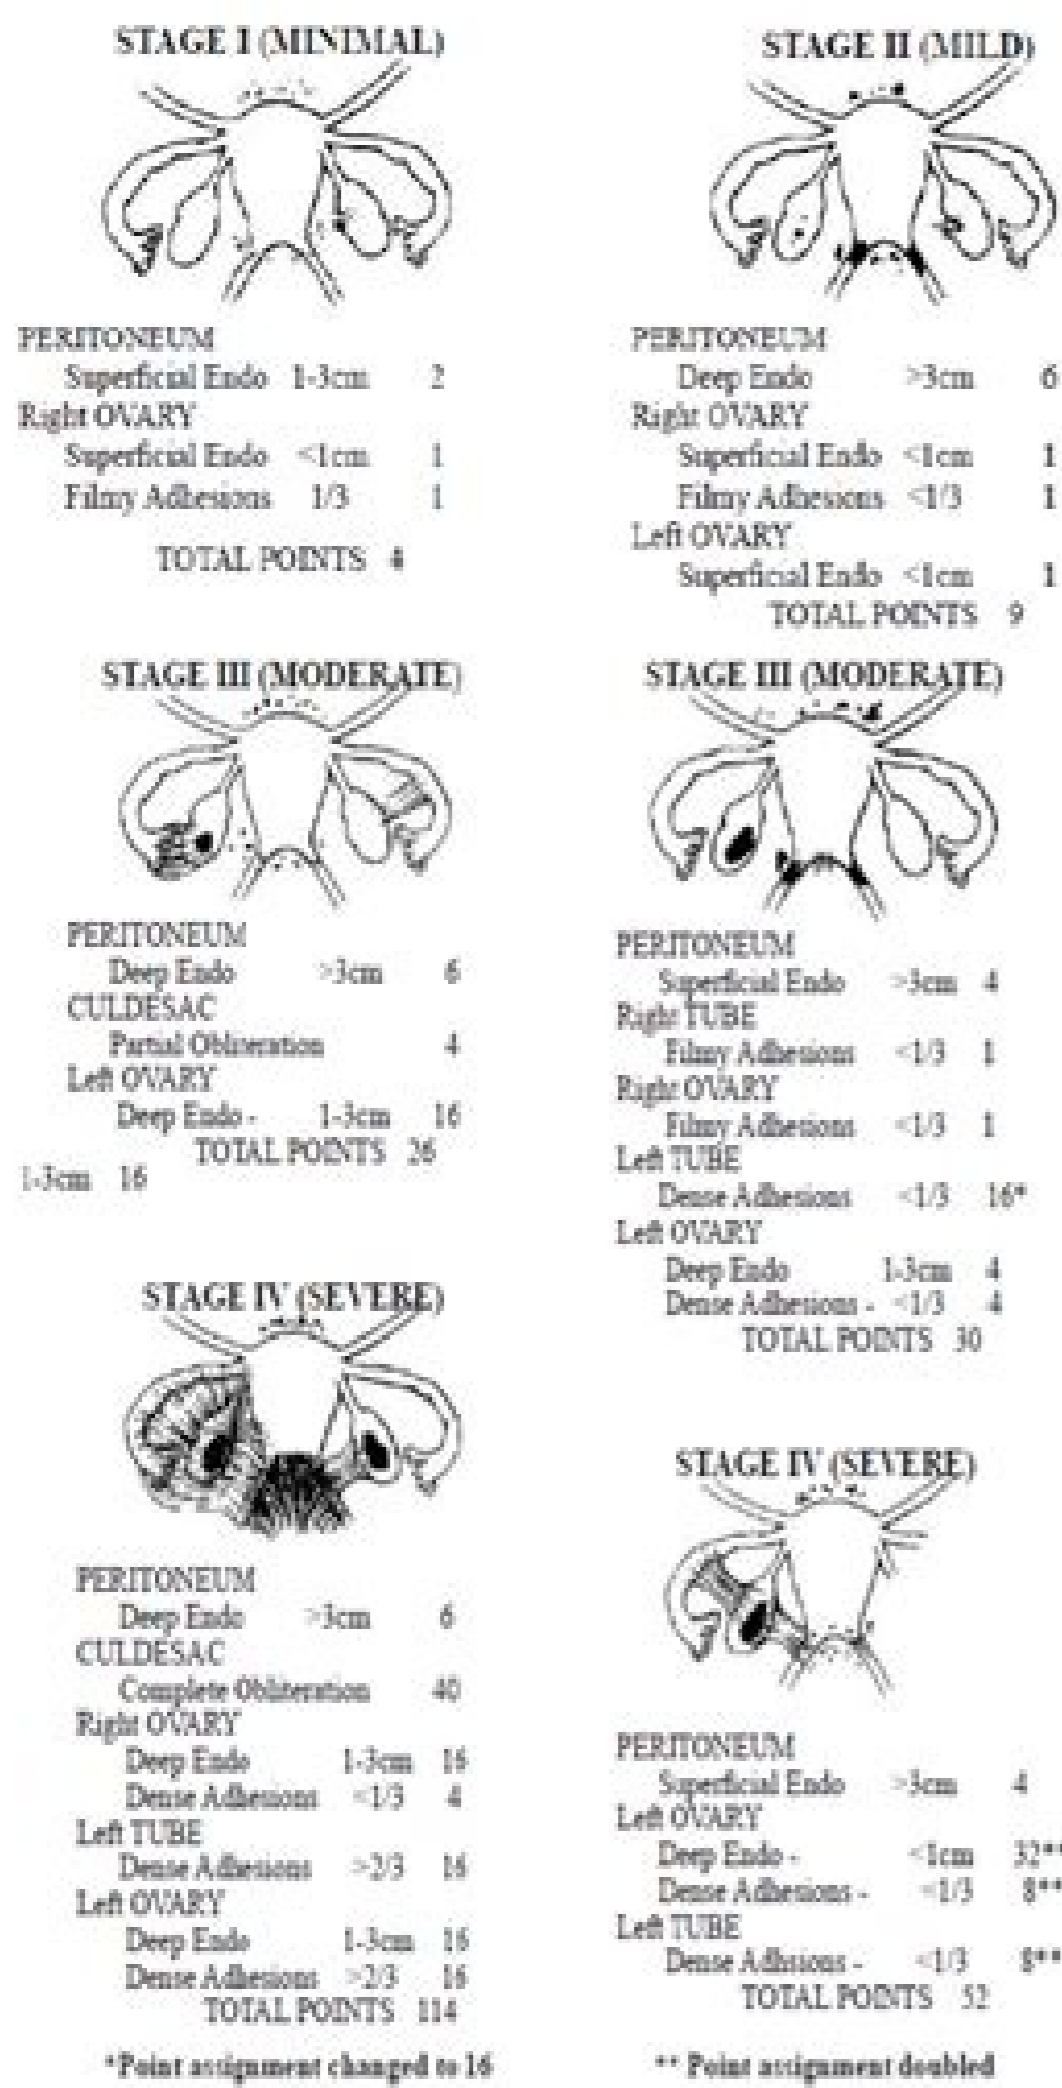 STAGE I (MINIMAL)
PERITONEUM
Superficial Endo 1-3cm 2
Right OVARY
Superficial Endo <1cm 1
Filmy Adhesions 1/3 1
TOTAL POINTS 4
STAGE II (MILD)
PERITONEUM
Deep Endo >3cm 6
Right OVARY
Superficial Endo <1cm 1
Filmy Adhesions <1/3 1
Left OVARY
Superficial Endo <1cm 1
TOTAL POINTS 9
STAGE III (MODERATE)
PERITONEUM
Deep Endo >3cm 6
CULDESAC
Partial Obliteration 4
Left OVARY
Deep Endo - 1-3cm 16
TOTAL POINTS 26
1-3cm 16
STAGE III (MODERATE)
PERITONEUM
Superficial Endo >3cm 4
Right TUBE
Filmy Adhesions <1/3 1
Right OVARY
Filmy Adhesions <1/3 1
Left TUBE
Dense Adhesions <1/3 16*
Left OVARY
Deep Endo 1-3cm 4
Dense Adhesions - <1/3 4
TOTAL POINTS 30
STAGE IV (SEVERE)
PERITONEUM
Deep Endo >3cm 6
CULDESAC
Complete Obliteration 40
Right OVARY
Deep Endo 1-3cm 16
Dense Adhesions <1/3 4
Left TUBE
Dense Adhesions >2/3 16
Left OVARY
Deep Endo 1-3cm 16
Dense Adhesions >2/3 16
TOTAL POINTS 114
*Point assignment changed to 16
STAGE IV (SEVERE)
PERITONEUM
Superficial Endo >3cm 4
Left OVARY
Deep Endo - <1cm 32**
Dense Adhesions - <1/3 8**
Left TUBE
Dense Adhsions - <1/3 8**
TOTAL POINTS 52
** Point assignment doubled